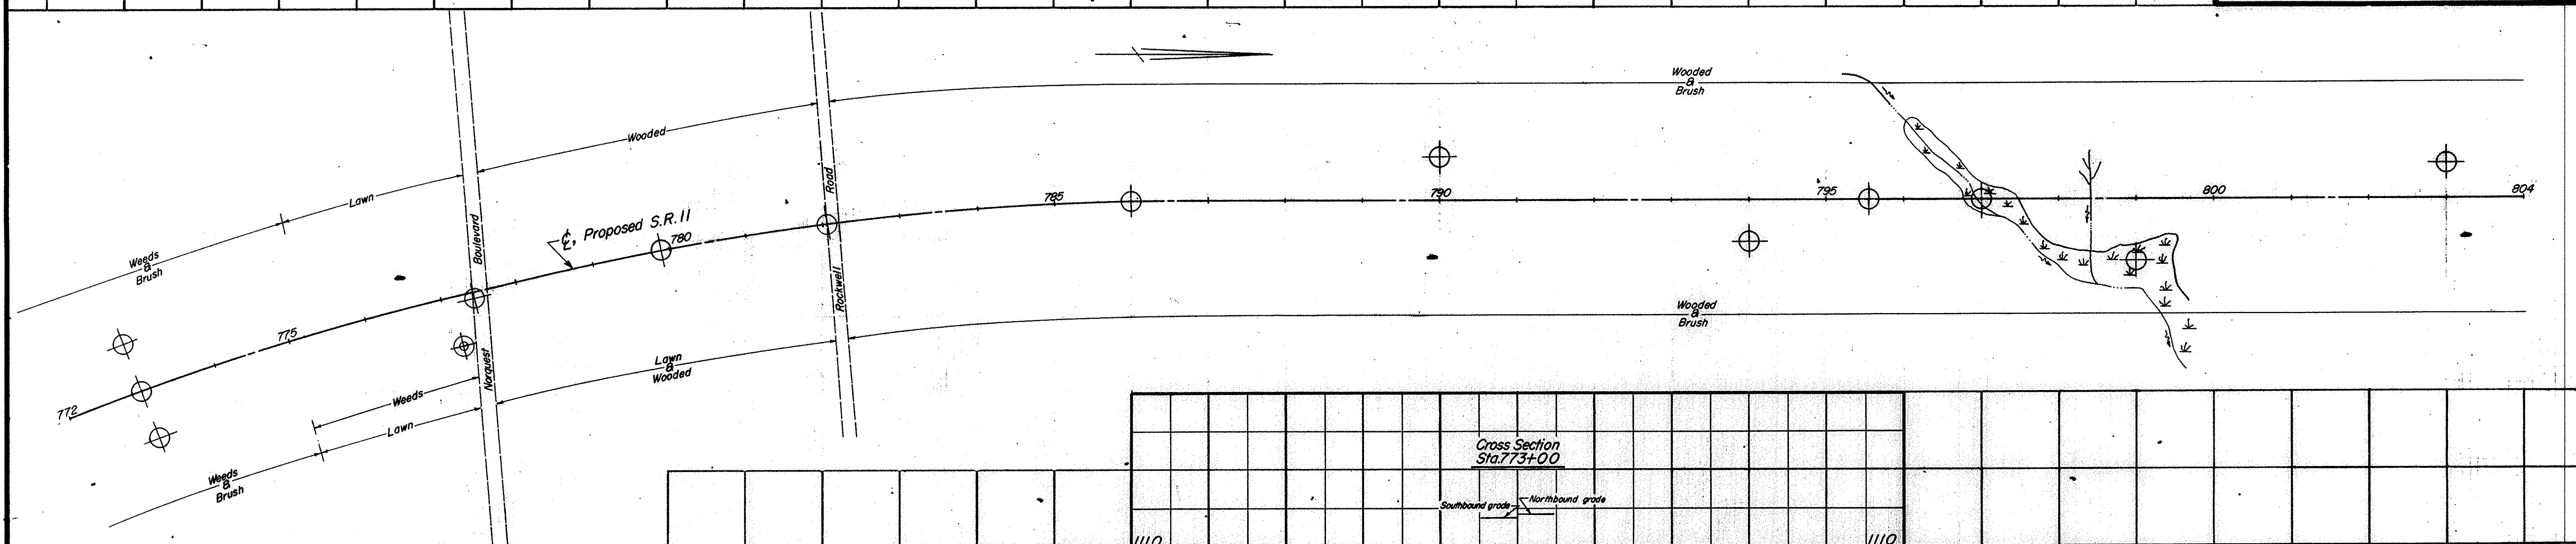 Wooded
&
Brush
Wooded
Road
Lawn
785
790
795
800
804
℄, Proposed S.R.11
780
Boulevard
Weeds
&
Brush
Rockwell
775
Wooded
&
Brush
Norquest
Lawn
&
Wooded
Weeds
772
Lawn
Weeds
&
Brush
Cross Section
Sta.773+00
Northbound grade
Southbound grade
1110
1110